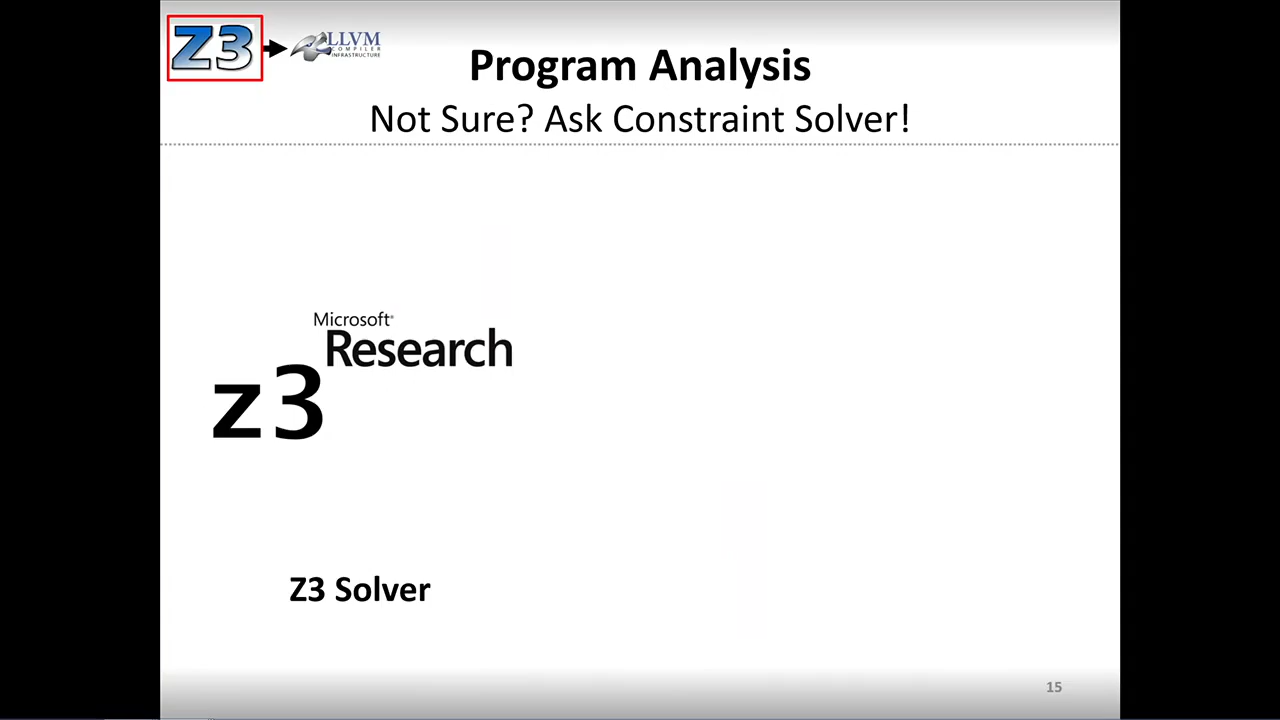 Z3
LLVM
COMPILER
INFRASTRUCTURE
Program Analysis
Not Sure? Ask Constraint Solver!
Microsoft®
Research
z3
Z3 Solver
15